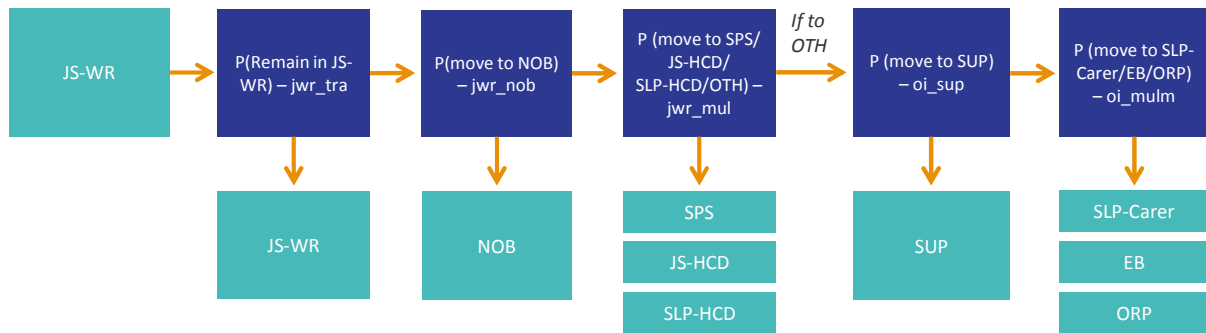 JS-WR
P(Remain in JS-
WR) – jwr_tra
P(move to NOB)
– jwr_nob
P (move to SPS/
JS-HCD/
SLP-HCD/OTH) –
jwr_mul
If to
OTH
P (move to SUP)
– oi_sup
P (move to SLP-
Carer/EB/ORP)
– oi_mulm
JS-WR
NOB
SPS
JS-HCD
SLP-HCD
SUP
SLP-Carer
EB
ORP